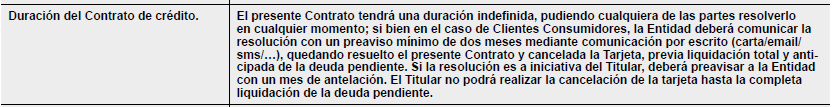 Duración del Contrato de crédito.
El presente Contrato tendrá una duración indefinida, pudiendo cualquiera de las partes resolverlo
en cualquier momento; si bien en el caso de Clientes Consumidores, la Entidad deberá comunicar la
resolución con un preaviso mínimo de dos meses mediante comunicación por escrito (carta/email/
sms/…), quedando resuelto el presente Contrato y cancelada la Tarjeta, previa liquidación total y anti-
cipada de la deuda pendiente. Si la resolución es a iniciativa del Titular, deberá preavisar a la Entidad
con un mes de antelación. El Titular no podrá realizar la cancelación de la tarjeta hasta la completa
liquidación de la deuda pendiente.